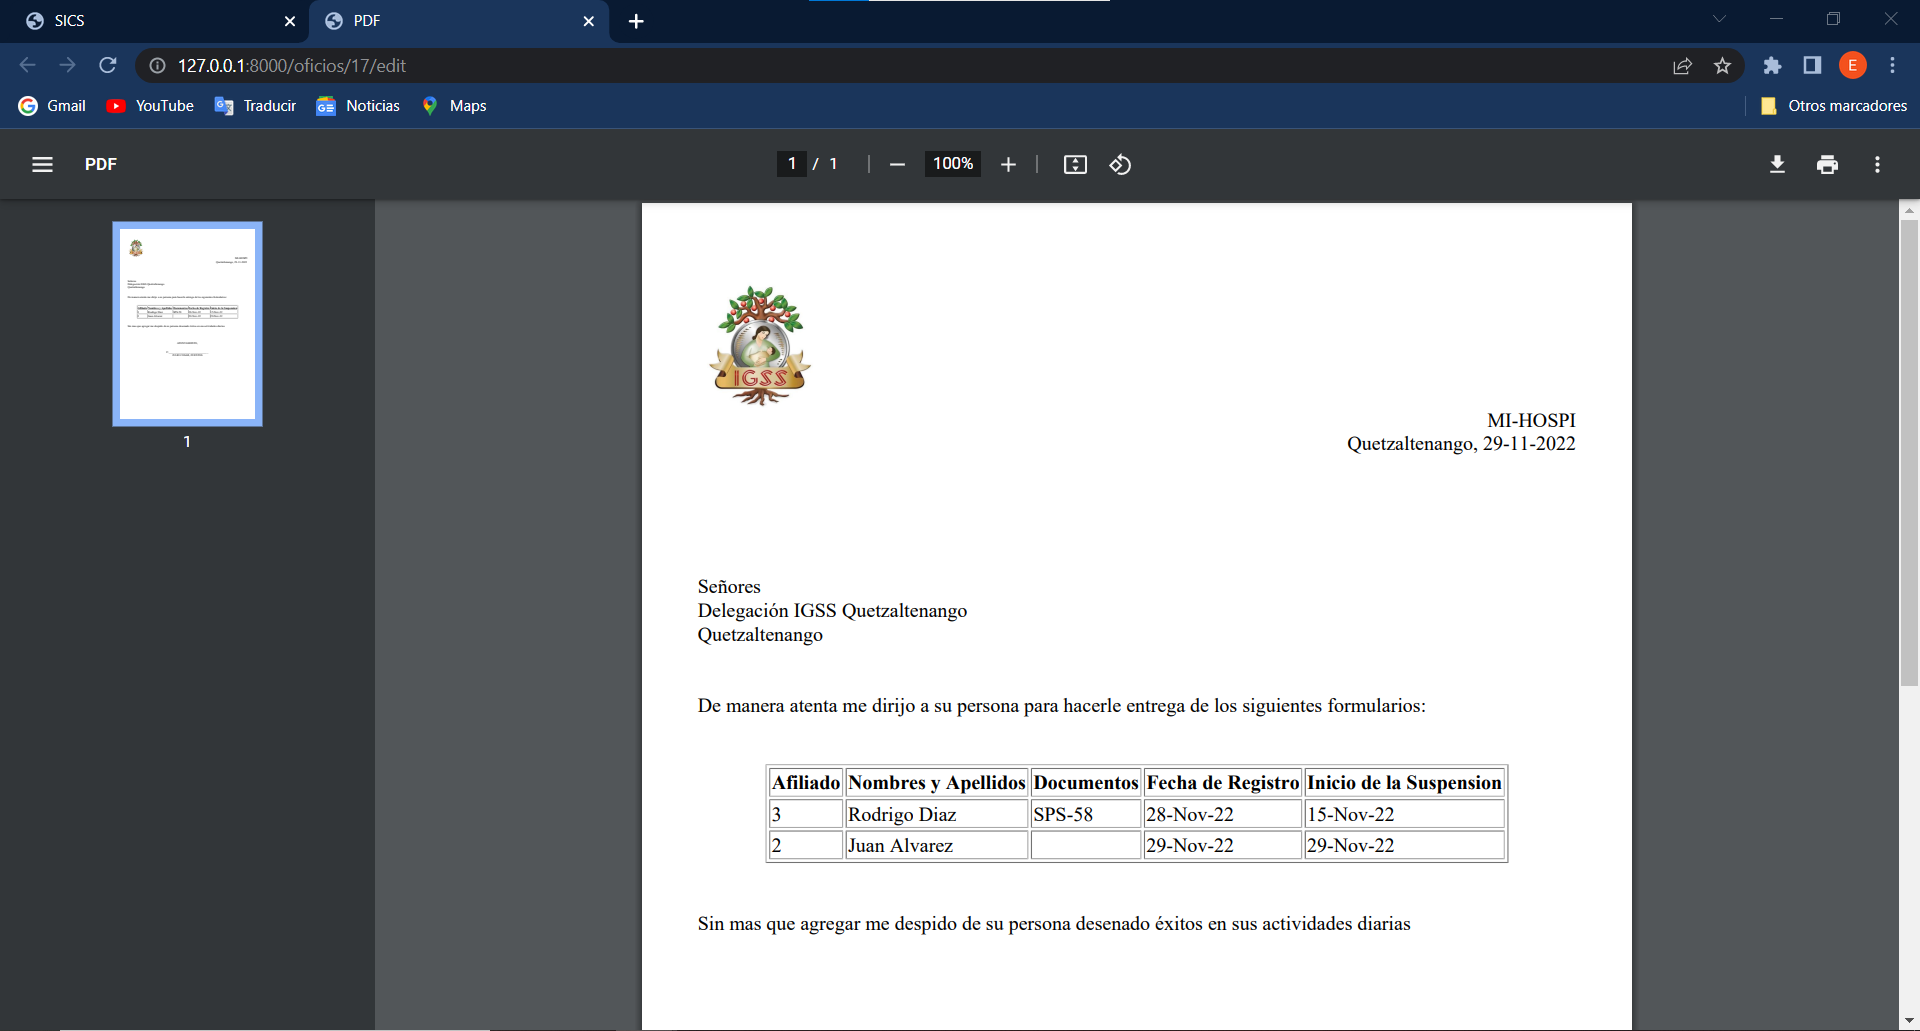 SICS
PDF
127.0.0.1:8000/oficios/17/edit
E
Gmail
YouTube
Traducir
Noticias
Maps
Otros marcadores
PDF
1 / 1
100%
1
IGSS
MI-HOSPI
Quetzaltenango, 29-11-2022
Señores
Delegación IGSS Quetzaltenango
Quetzaltenango
De manera atenta me dirijo a su persona para hacerle entrega de los siguientes formularios:
Afiliado Nombres y Apellidos Documentos Fecha de Registro Inicio de la Suspension
3 Rodrigo Diaz SPS-58 28-Nov-22 15-Nov-22
2 Juan Alvarez 29-Nov-22 29-Nov-22
Sin mas que agregar me despido de su persona desenado éxitos en sus actividades diarias